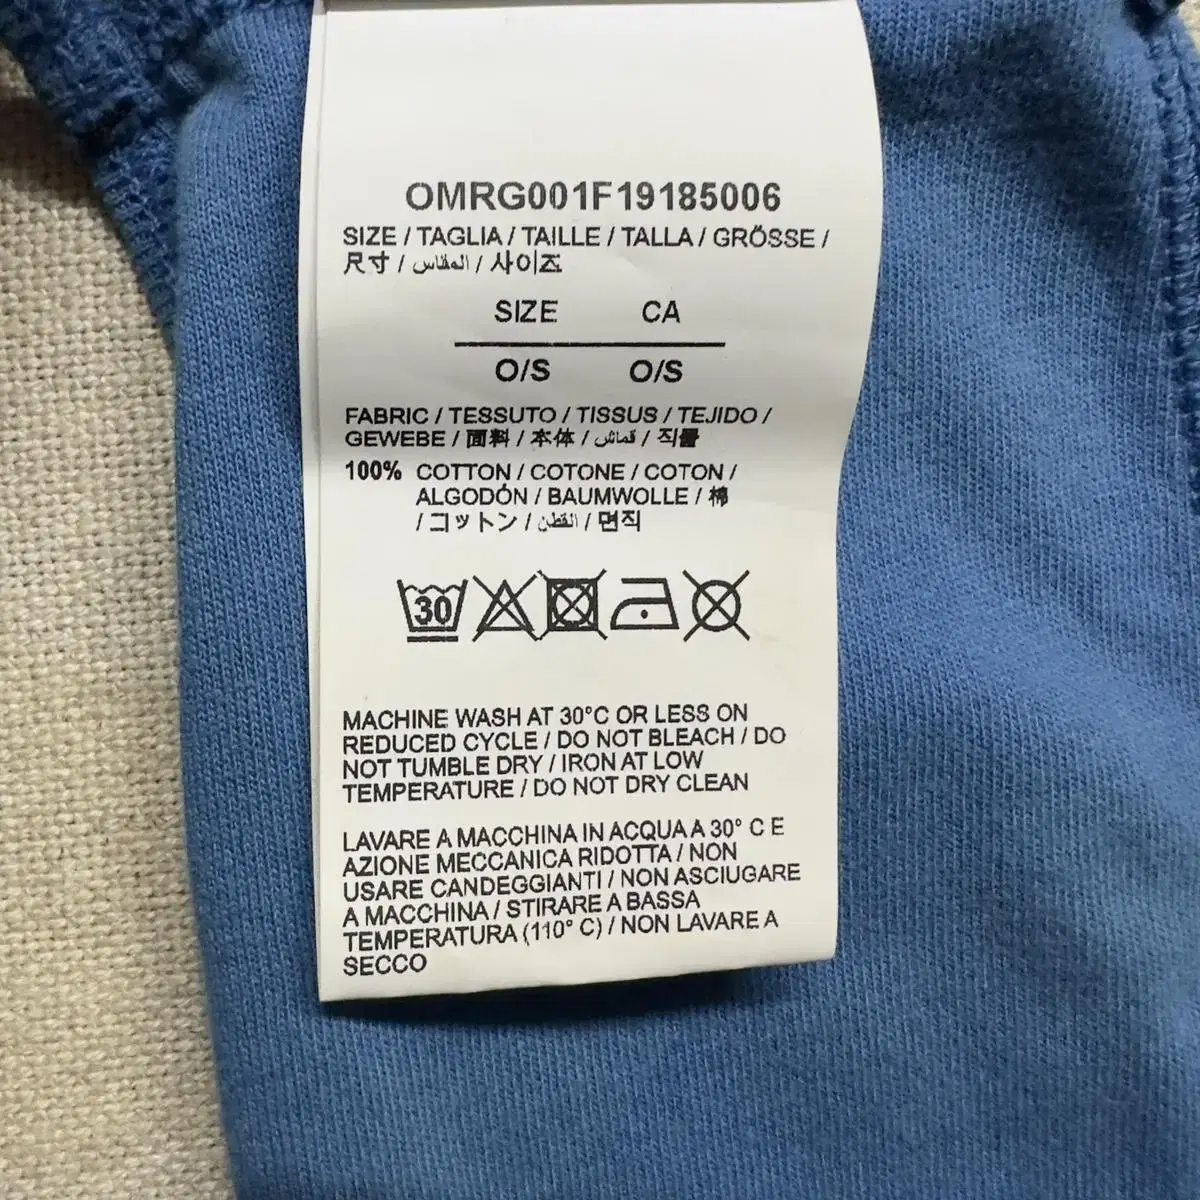 OMRG001F19185006
SIZE / TAGLIA / TAILLE / TALLA / GRÖSSE /
尺寸 / المقاس / 사이즈
SIZE CA
O/S O/S
FABRIC / TESSUTO / TISSUS / TEJIDO /
GEWEBE / 面料 / 本体 / قماش / 직물
100% COTTON / COTONE / COTON /
ALGODÓN / BAUMWOLLE / 棉
/ コットン / القطن / 면직
30
MACHINE WASH AT 30°C OR LESS ON
REDUCED CYCLE / DO NOT BLEACH / DO
NOT TUMBLE DRY / IRON AT LOW
TEMPERATURE / DO NOT DRY CLEAN
LAVARE A MACCHINA IN ACQUA A 30° C E
AZIONE MECCANICA RIDOTTA / NON
USARE CANDEGGIANTI / NON ASCIUGARE
A MACCHINA / STIRARE A BASSA
TEMPERATURA (110° C) / NON LAVARE A
SECCO